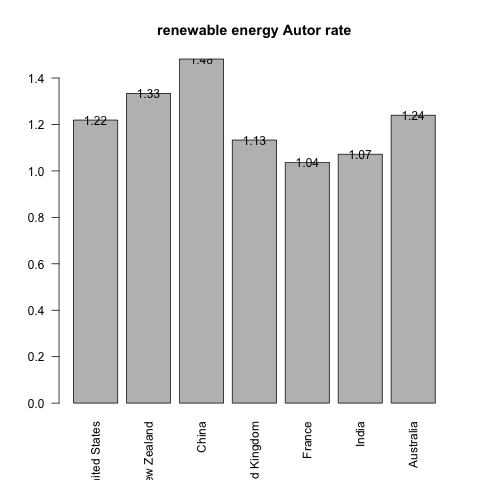 renewable energy Autor rate
1.4
1.2
1.0
0.8
0.6
0.4
0.2
0.0
1.22
1.33
1.48
1.13
1.04
1.07
1.24
ited States
w Zealand
China
d Kingdom
France
India
Australia